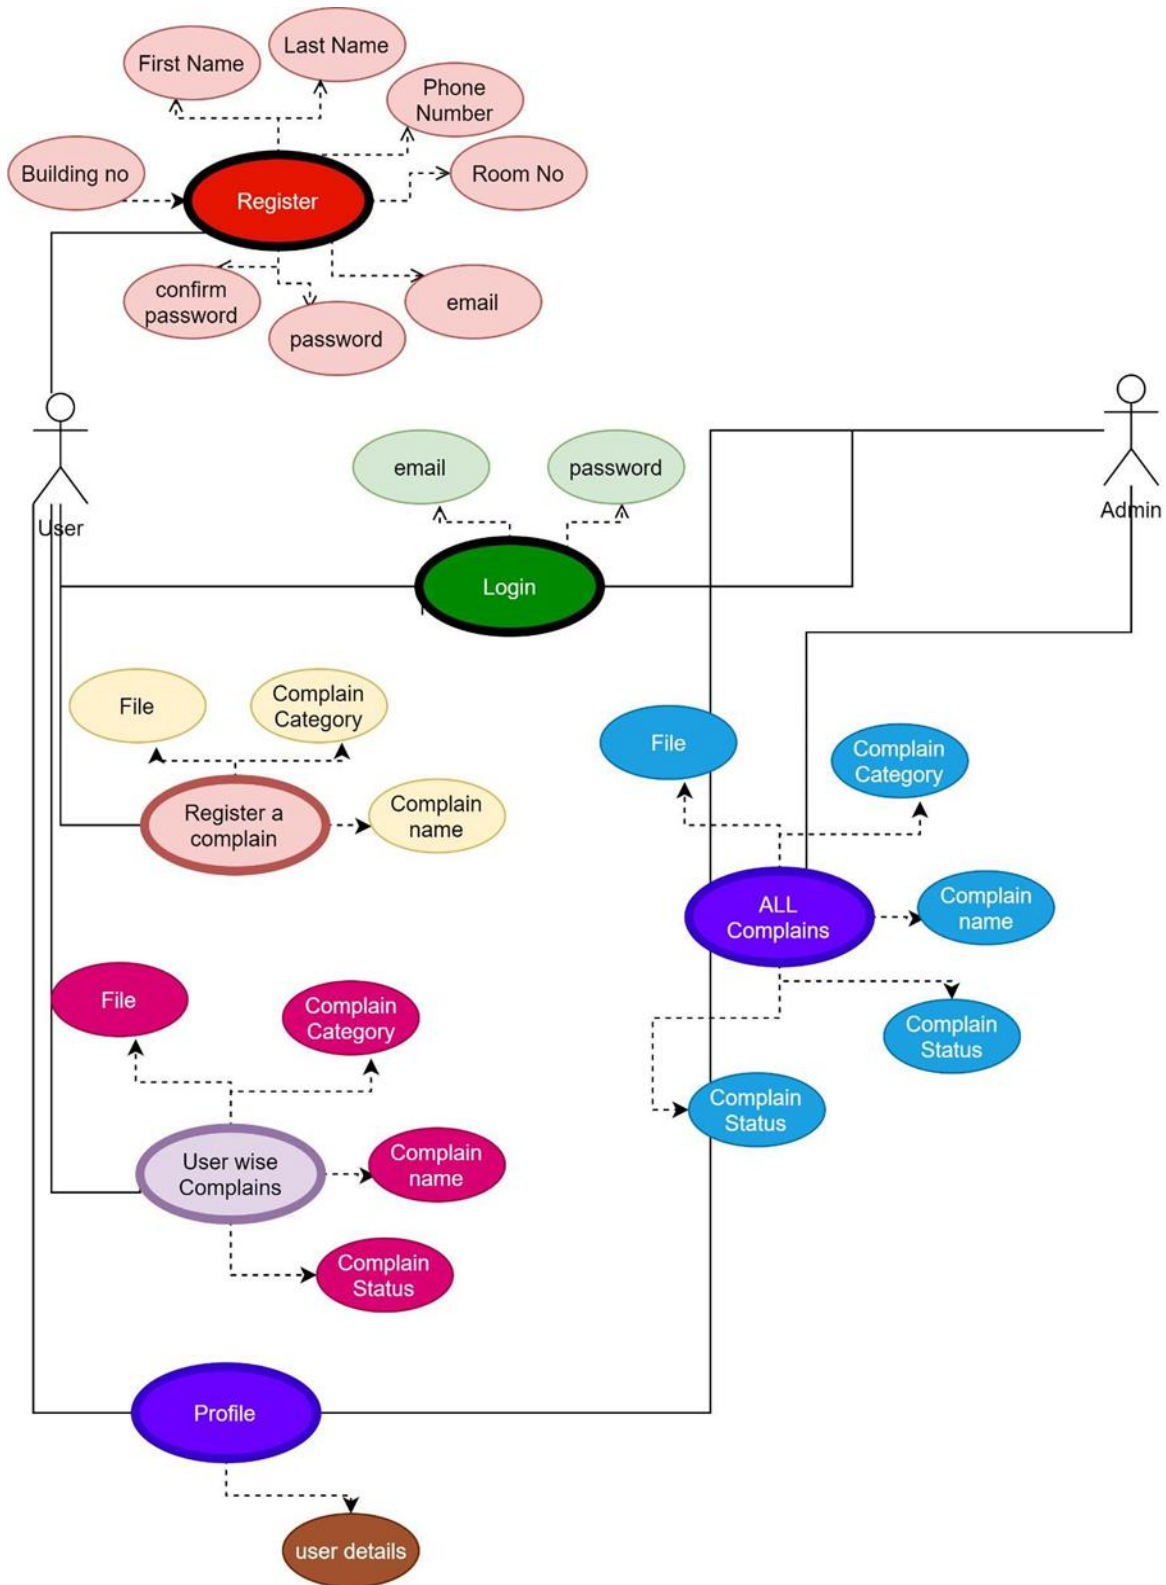 First Name
Last Name
Phone
Number
Building no
Room No
Register
confirm
password
password
email
User
Admin
email
password
Login
File
Complain
Category
Register a
complain
Complain
name
File
Complain
Category
ALL
Complains
Complain
name
Complain
Status
Complain
Status
File
Complain
Category
User wise
Complains
Complain
name
Complain
Status
Profile
user details